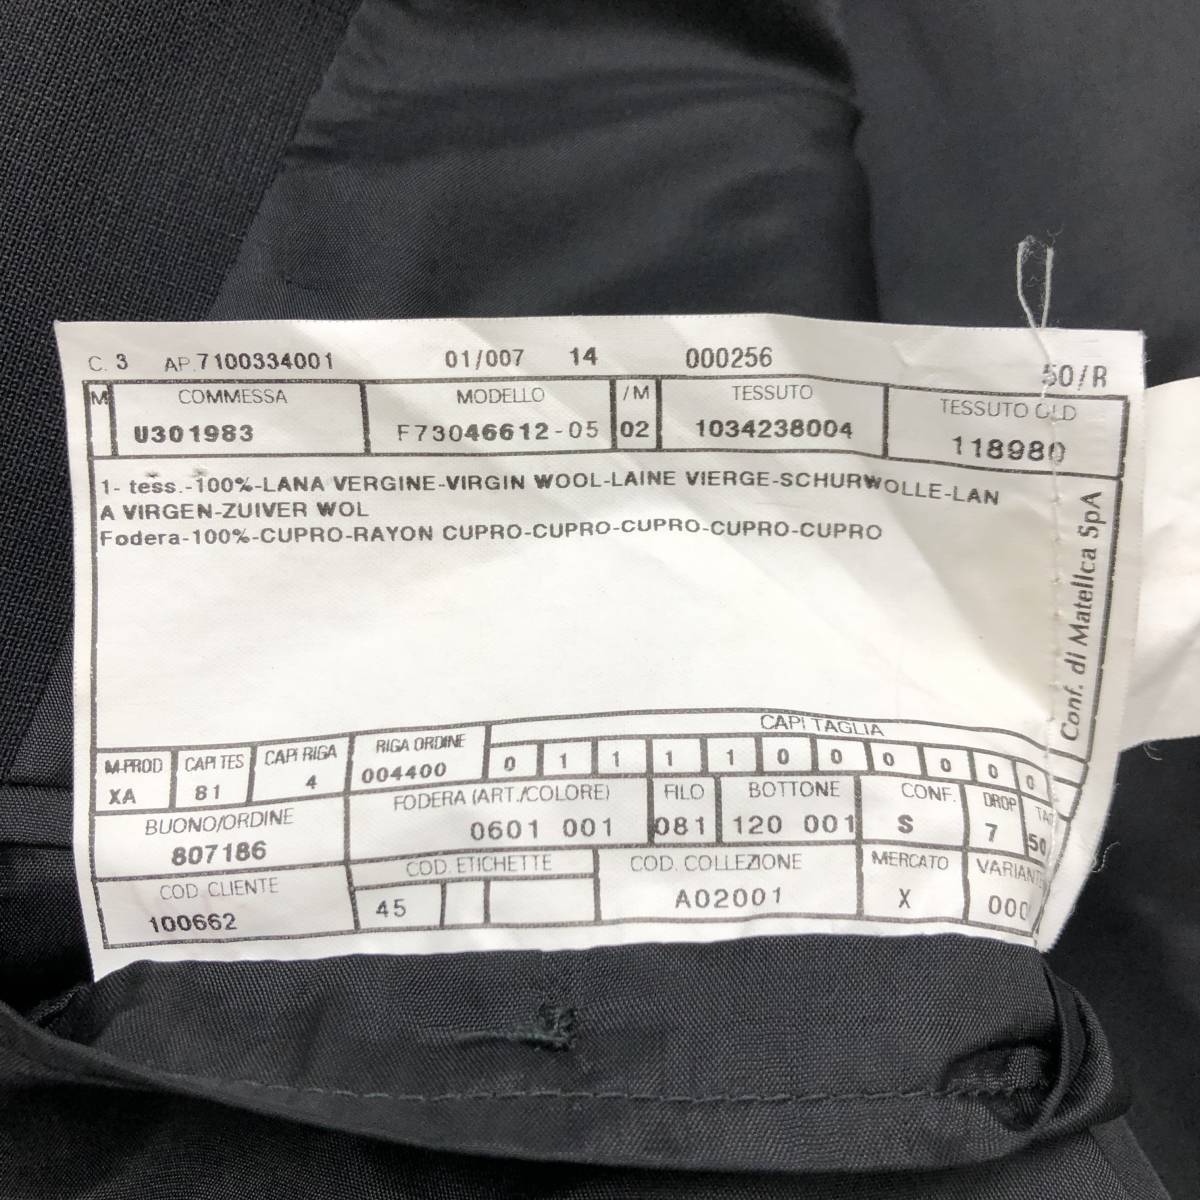 C. 3 AP.7100334001 01/007 14 000256 50/R
M COMMESSA MODELLO /M TESSUTO TESSUTO OLD
U301983 F73046612-05 02 1034238004 118980
1- tess.-100%-LANA VERGINE-VIRGIN WOOL-LAINE VIERGE-SCHURWOLLE-LAN
A VIRGEN-ZUIVER WOL
Fodera-100%-CUPRO-RAYON CUPRO-CUPRO-CUPRO-CUPRO-CUPRO
Conf. di Matelica SpA
M-PROD CAPI TES CAPI RIGA RIGA ORDINE CAPI TAGLIA
XA 81 4 004400 0 1 1 1 1 0 0 0 0 0 0
BUONO/ORDINE FODERA (ART./COLORE) FILO BOTTONE CONF. DROP
807186 0601 001 081 120 001 S 7 50
COD. CLIENTE COD. ETICHETTE COD. COLLEZIONE MERCATO
100662 45 A02001 X 000